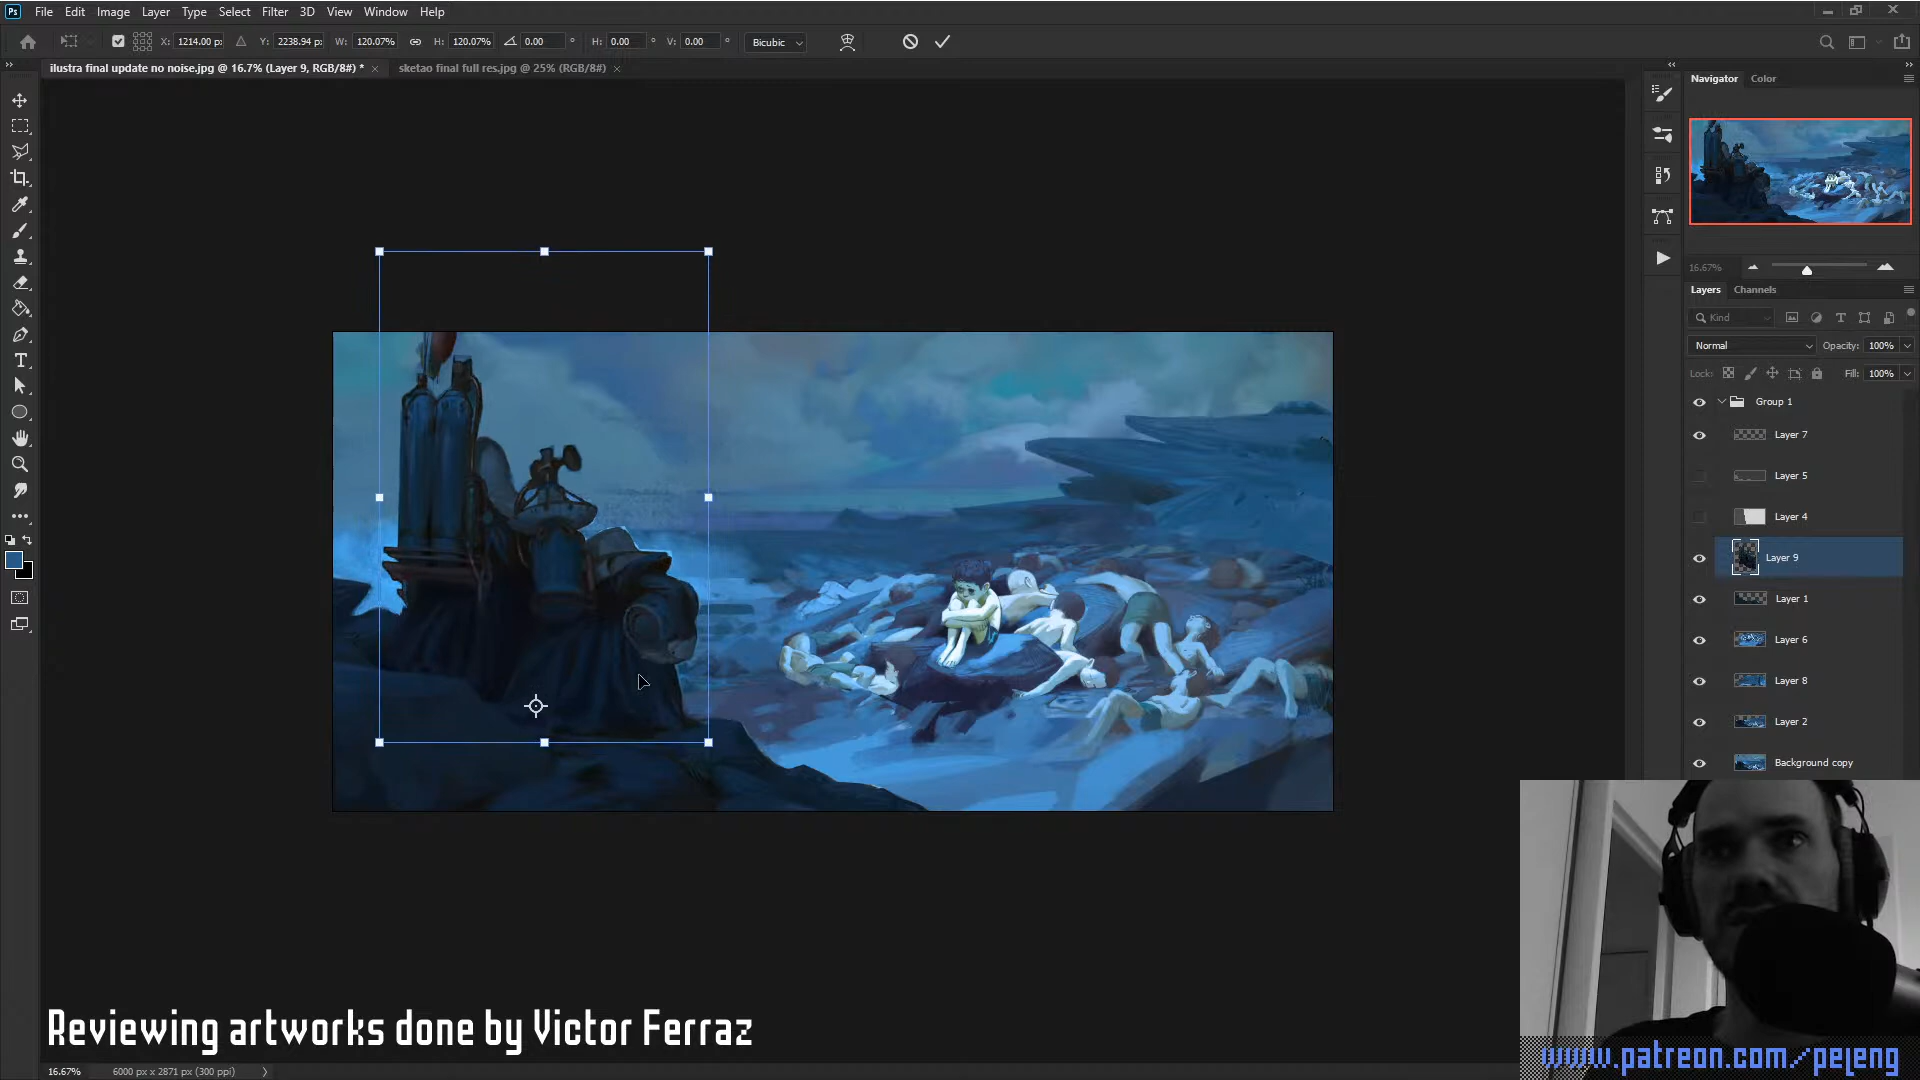 Ps File Edit Image Layer Type Select Filter 3D View Window Help
X: 1214.00 p: Y: 2238.94 p: W: 120.07% H: 120.07% 0.00 ° H: 0.00 ° V: 0.00 ° Bicubic
ilustra final update no noise.jpg @ 16.7% (Layer 9, RGB/8#) * × sketao final full res.jpg @ 25% (RGB/8#) ×
Navigator Color
16.67%
Layers Channels
Kind
Normal Opacity: 100%
Lock: Fill: 100%
Group 1
Layer 7
Layer 5
Layer 4
Layer 9
Layer 1
Layer 6
Layer 8
Layer 2
Background copy
Reviewing artworks done by Victor Ferraz
www.patreon.com/peleng
16.67% 6000 px x 2871 px (300 ppi)